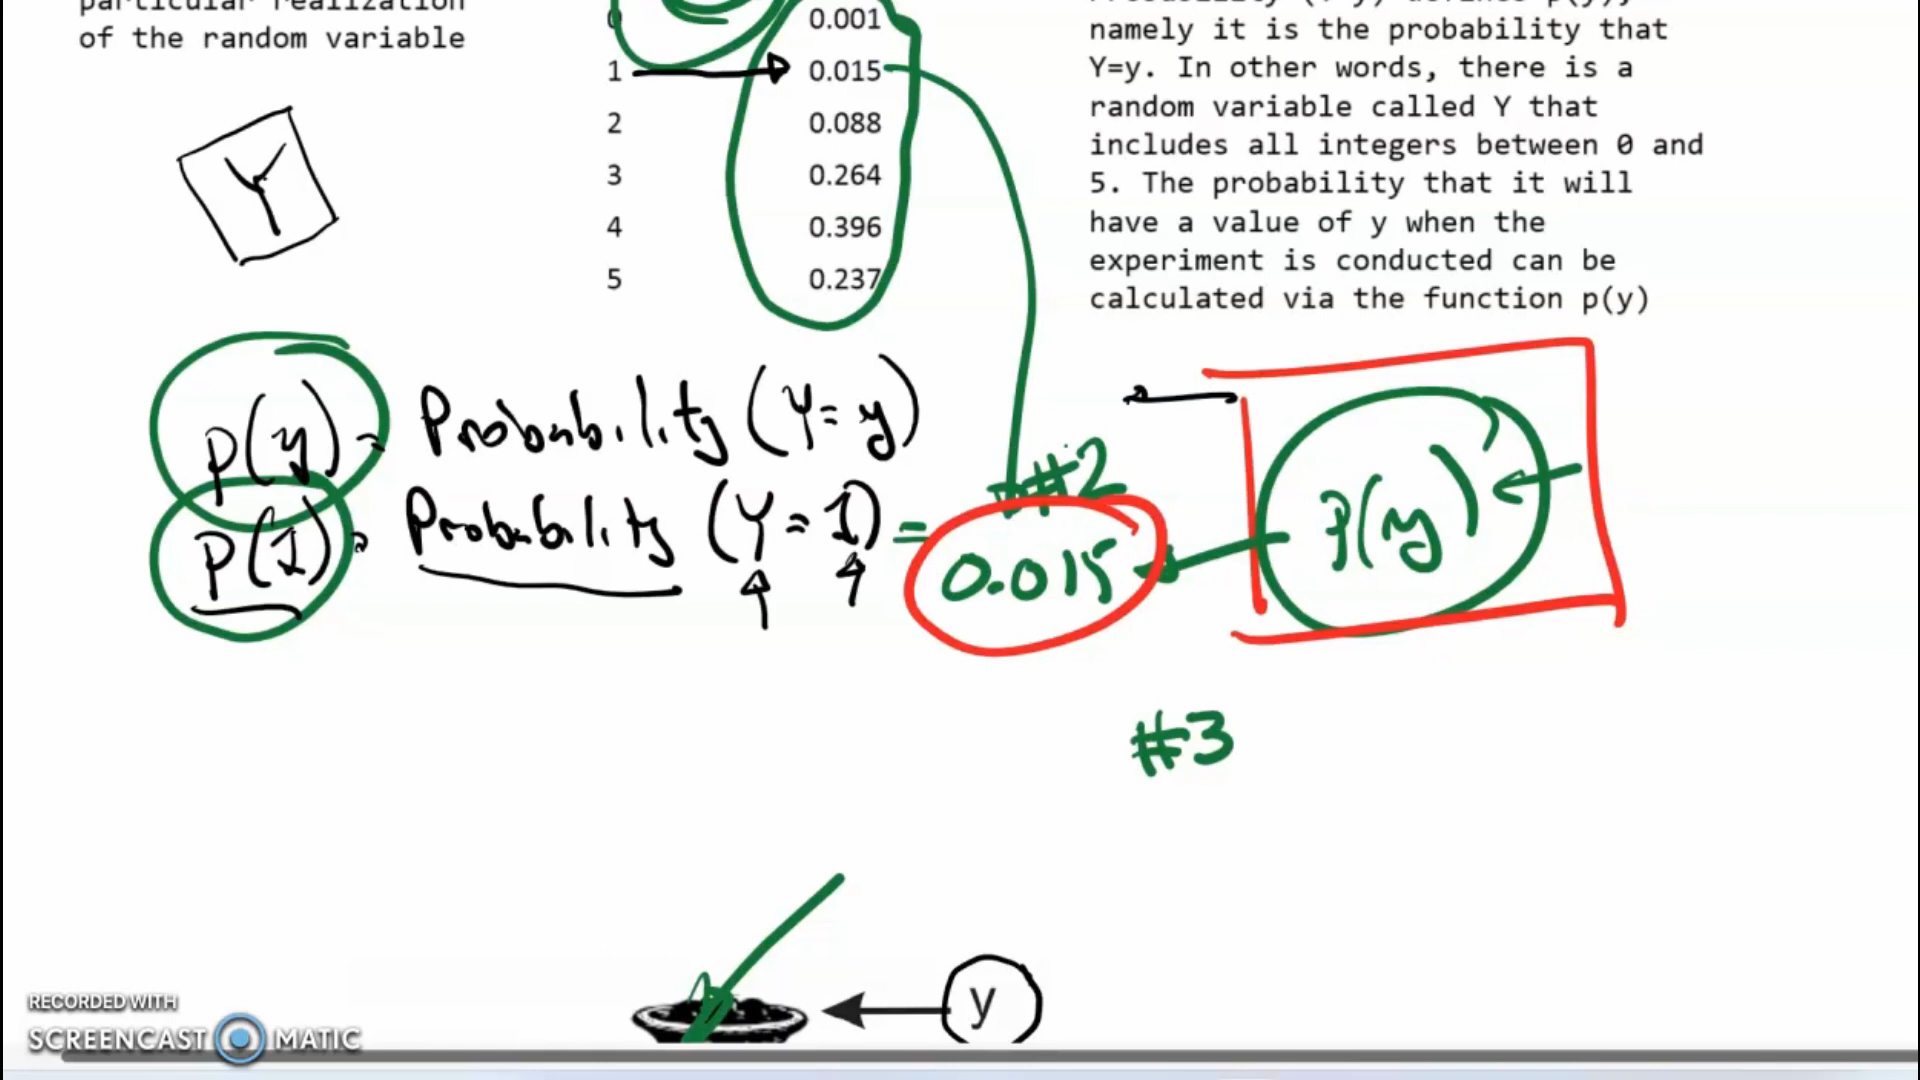 particular realization
of the random variable
0 0.001
1 0.015
2 0.088
3 0.264
4 0.396
5 0.237
namely it is the probability that
Y=y. In other words, there is a
random variable called Y that
includes all integers between 0 and
5. The probability that it will
have a value of y when the
experiment is conducted can be
calculated via the function p(y)
Y
p(y) = Probability (Y = y)
p(1) = Probability (Y = 1) = 0.015
#2
p(y)
#3
y
RECORDED WITH
SCREENCAST MATIC